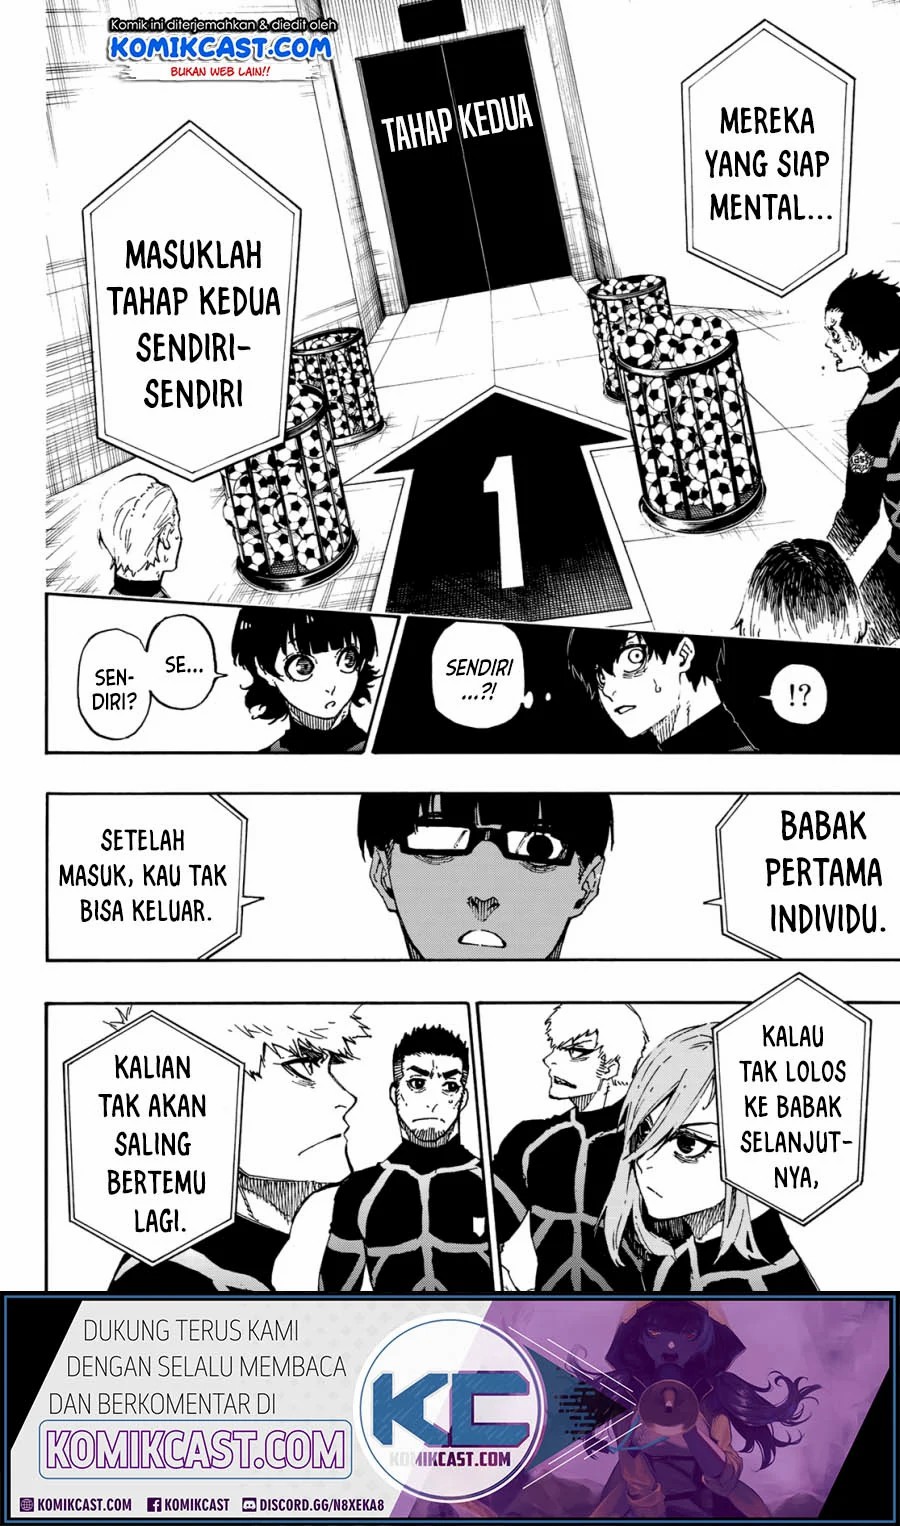 Komik ini diterjemahkan & diedit oleh
KOMIKCAST.COM
BUKAN WEB LAIN!!
TAHAP KEDUA
MEREKA
YANG SIAP
MENTAL...
MASUKLAH
TAHAP KEDUA
SENDIRI-
SENDIRI
1
!?
SENDIRI
...?!
SE...
SEN-
DIRI?
BABAK
PERTAMA
INDIVIDU.
SETELAH
MASUK, KAU TAK
BISA KELUAR.
KALAU
TAK LOLOS
KE BABAK
SELANJUT-
NYA,
KALIAN
TAK AKAN
SALING
BERTEMU
LAGI.
DUKUNG TERUS KAMI
DENGAN SELALU MEMBACA
DAN BERKOMENTAR DI
KOMIKCAST.COM
KC
KOMIKCAST.COM
KOMIKCAST.COM
KOMIKCAST
DISCORD.GG/N8XEKA8